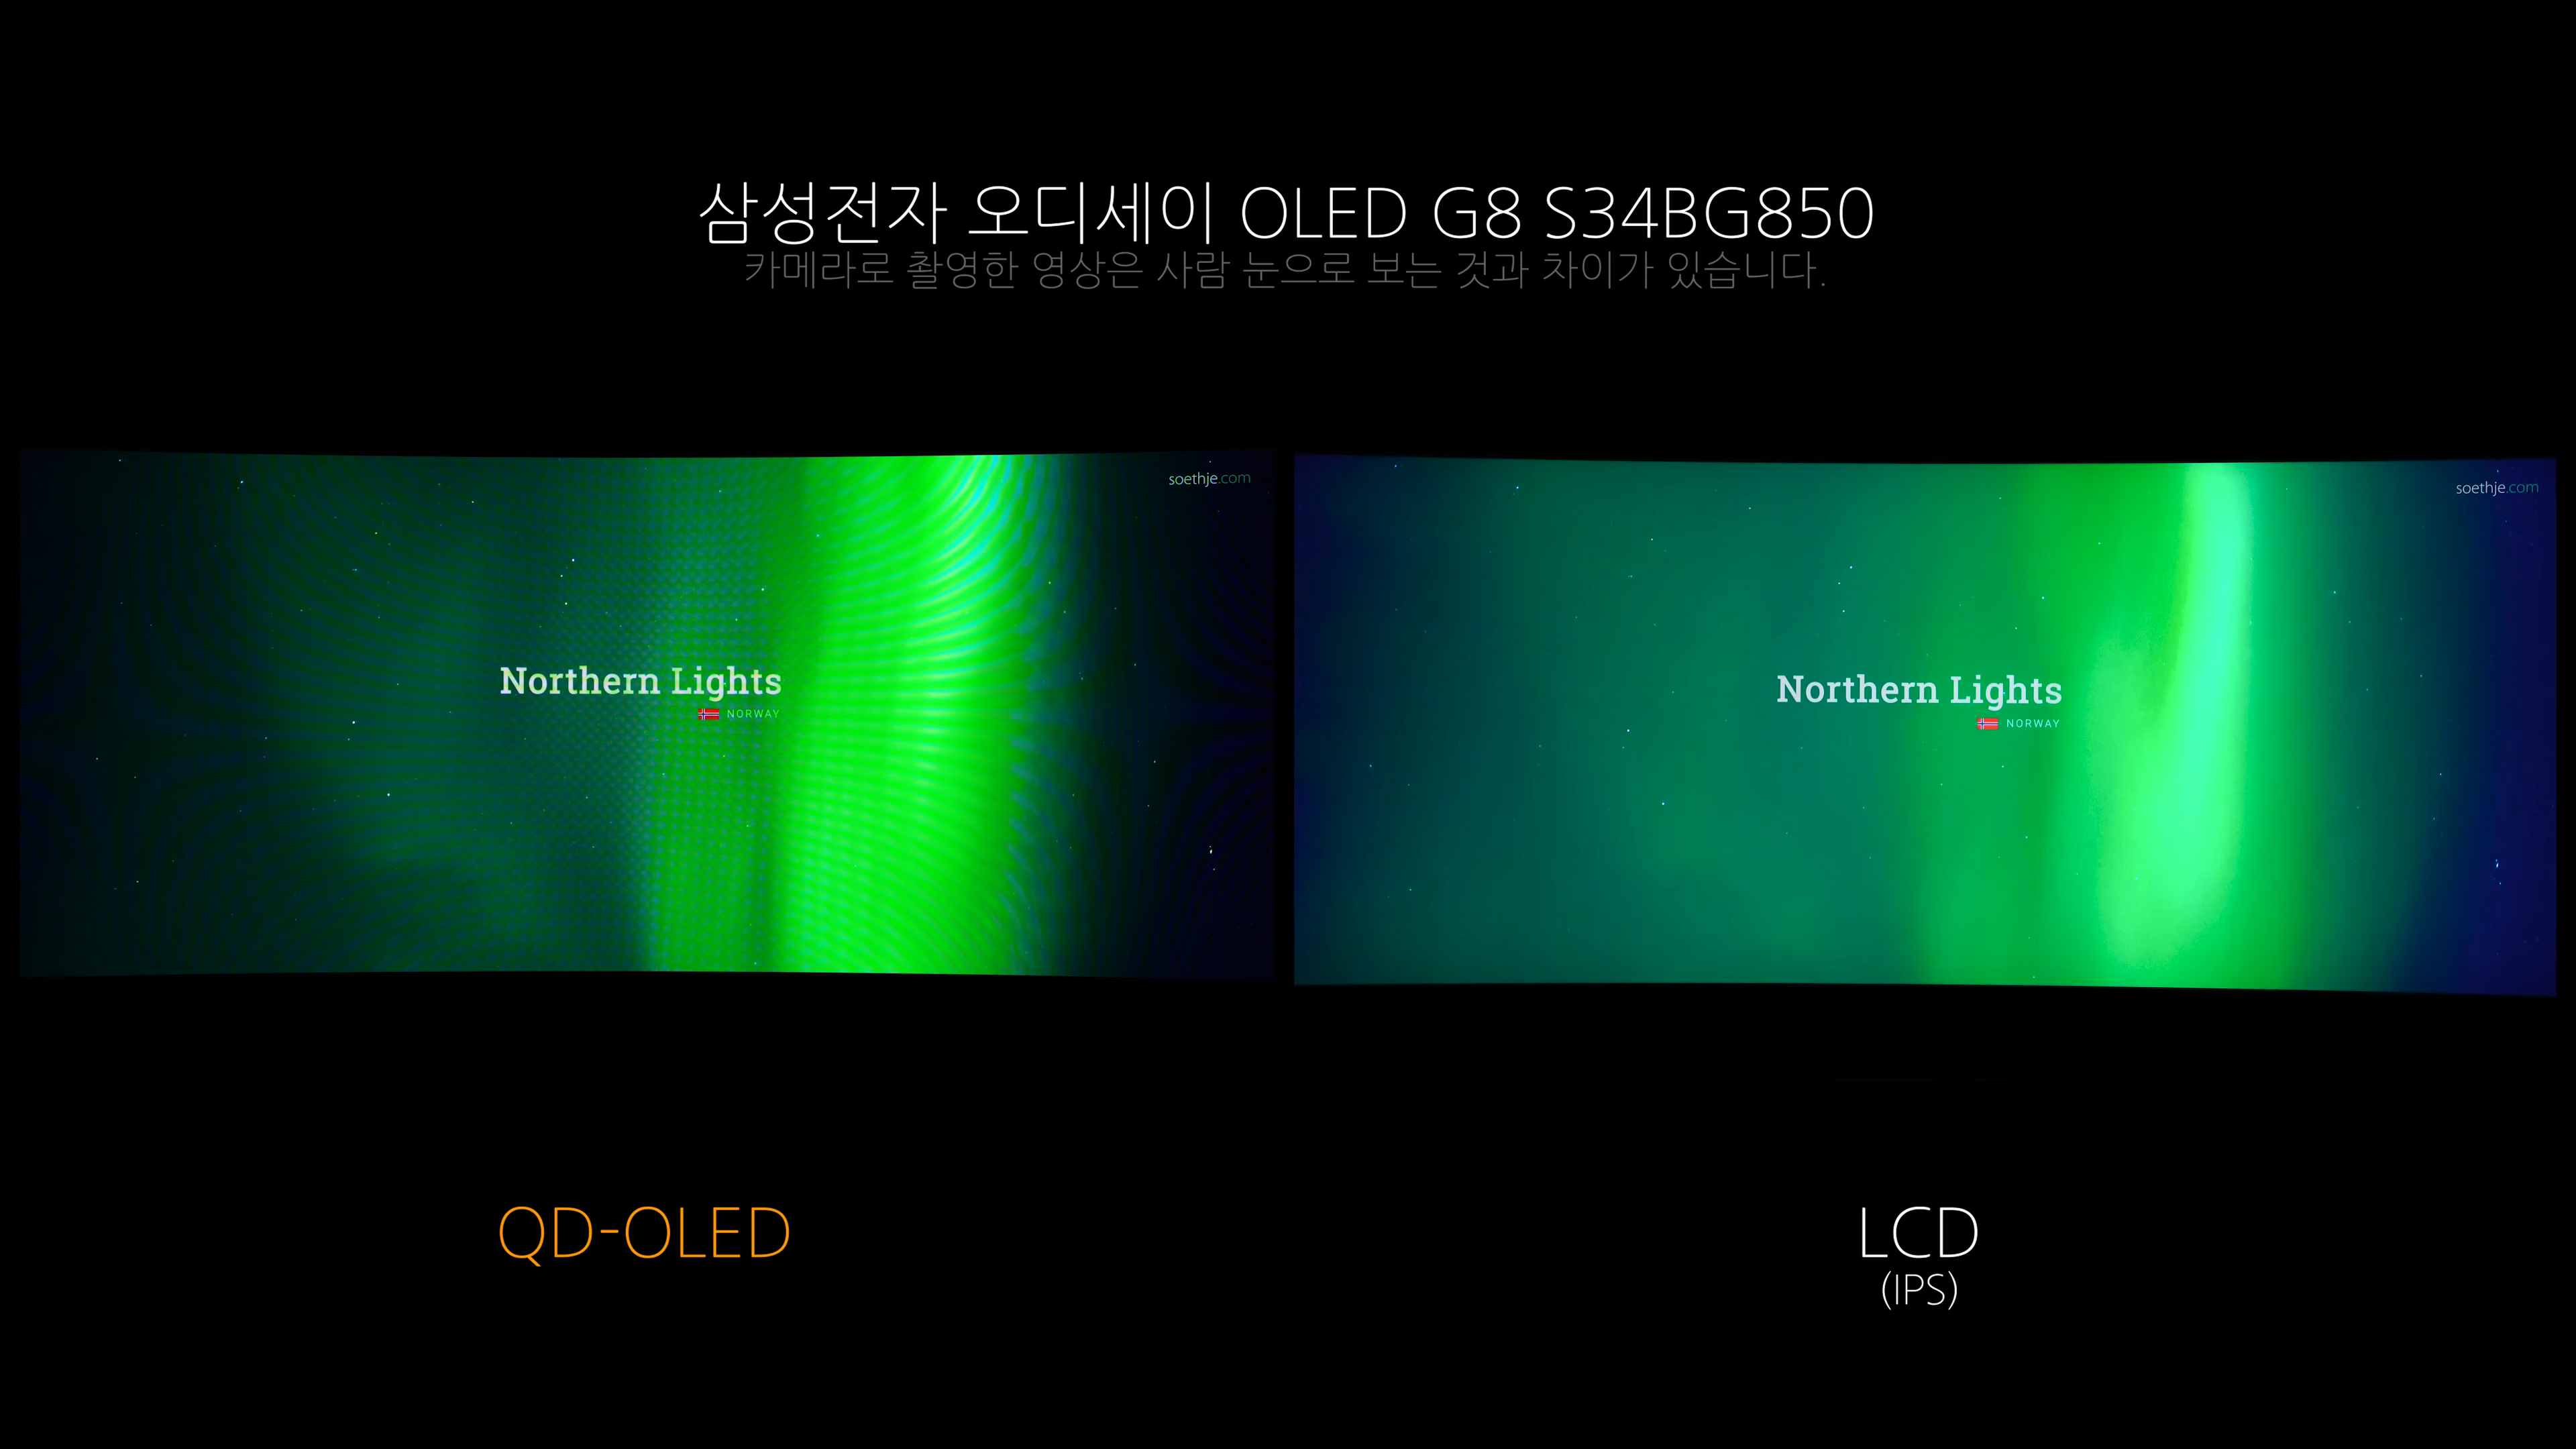 삼성전자 오디세이 OLED G8 S34BG850
카메라로 촬영한 영상은 사람 눈으로 보는 것과 차이가 있습니다.
soethje.com
Northern Lights
NORWAY
soethje.com
Northern Lights
NORWAY
QD-OLED
LCD
(IPS)